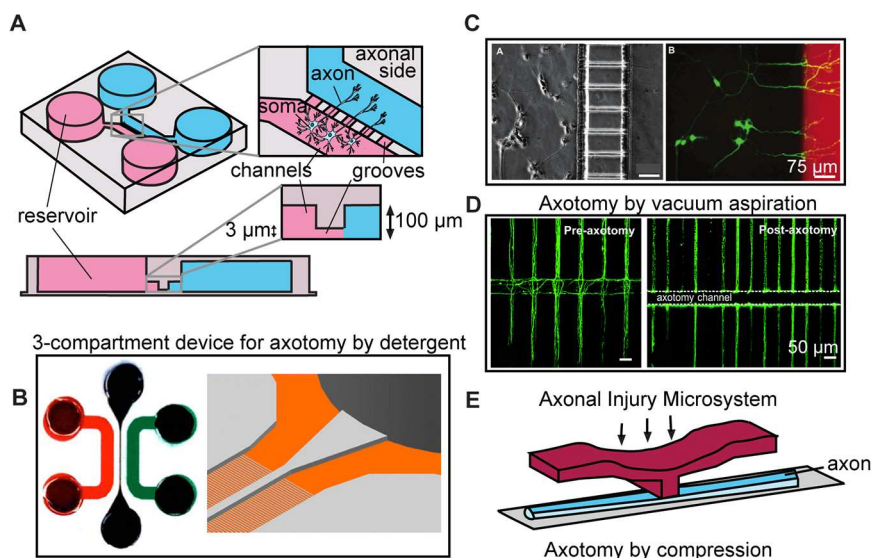 A
axonal
side
axon
soma
channels
grooves
reservoir
3 µm
100 µm
3-compartment device for axotomy by detergent
B
C
A
B
75 µm
Axotomy by vacuum aspiration
D
Pre-axotomy
Post-axotomy
axotomy channel
50 µm
E
Axonal Injury Microsystem
axon
Axotomy by compression